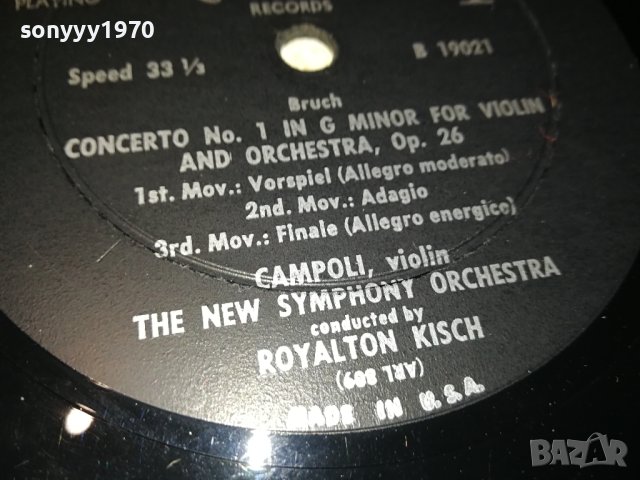 sonyyy1970
PLAYING
RECORDS
Speed 33 ⅓
B 19021
Bruch
CONCERTO No. 1 IN G MINOR FOR VIOLIN
AND ORCHESTRA, Op. 26
1st. Mov.: Vorspiel (Allegro moderato)
2nd. Mov.: Adagio
3rd. Mov.: Finale (Allegro energico)
CAMPOLI, violin
THE NEW SYMPHONY ORCHESTRA
conducted by
ROYALTON KISCH
(ARL 809)
MADE IN U.S.A.
BAZAR